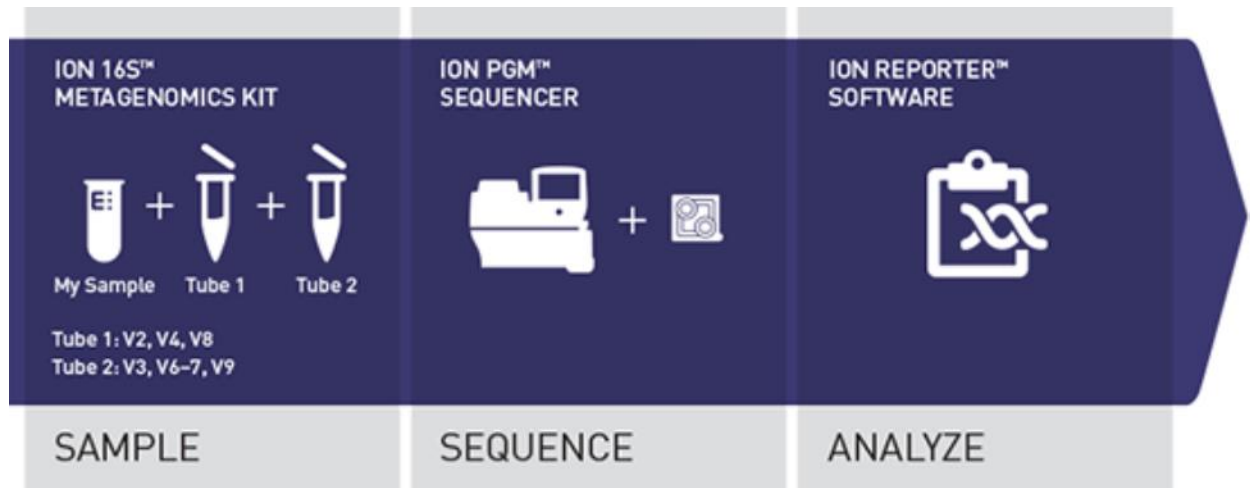 ION 16S™
METAGENOMICS KIT
My Sample
Tube 1
Tube 2
Tube 1: V2, V4, V8
Tube 2: V3, V6–7, V9
SAMPLE
ION PGM™
SEQUENCER
SEQUENCE
ION REPORTER™
SOFTWARE
ANALYZE